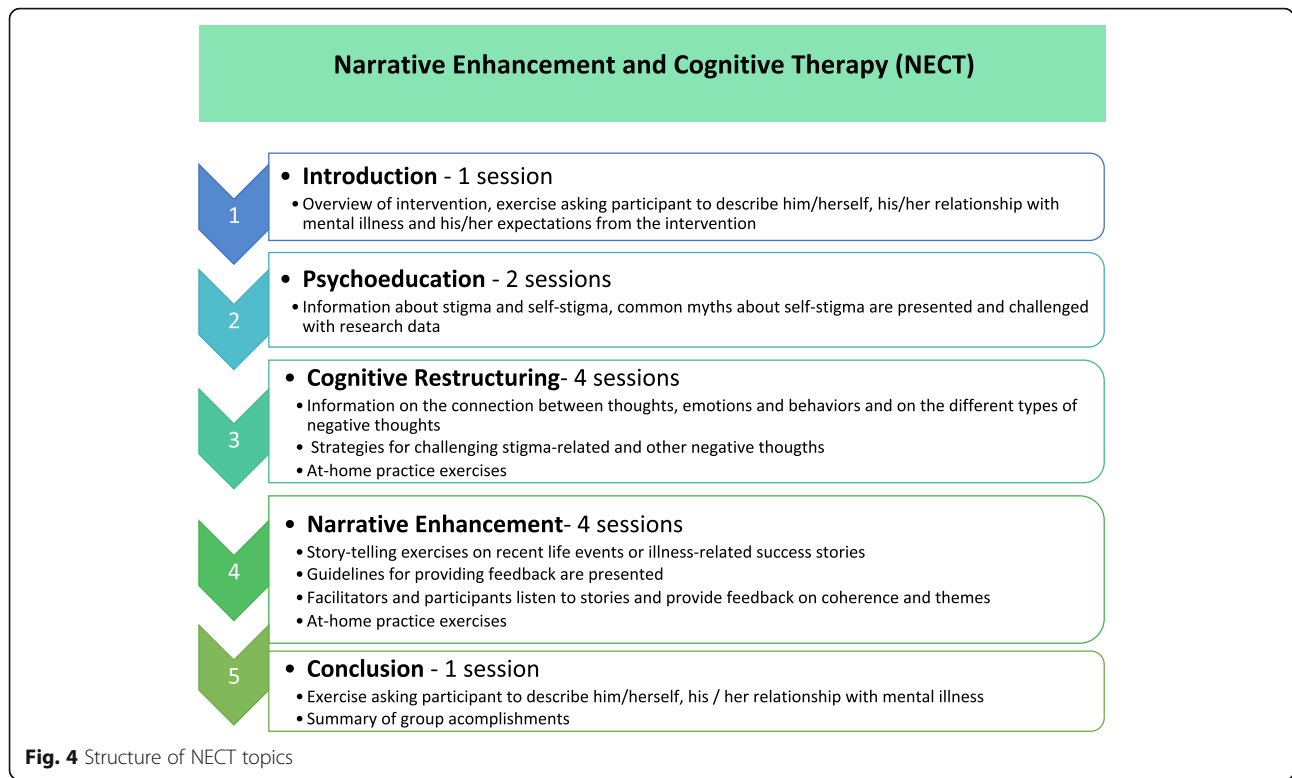 Narrative Enhancement and Cognitive Therapy (NECT)
1
• Introduction - 1 session
• Overview of intervention, exercise asking participant to describe him/herself, his/her relationship with
mental illness and his/her expectations from the intervention
2
• Psychoeducation - 2 sessions
• Information about stigma and self-stigma, common myths about self-stigma are presented and challenged
with research data
3
• Cognitive Restructuring- 4 sessions
• Information on the connection between thoughts, emotions and behaviors and on the different types of
negative thoughts
• Strategies for challenging stigma-related and other negative thougths
• At-home practice exercises
4
• Narrative Enhancement- 4 sessions
• Story-telling exercises on recent life events or illness-related success stories
• Guidelines for providing feedback are presented
• Facilitators and participants listen to stories and provide feedback on coherence and themes
• At-home practice exercises
5
• Conclusion - 1 session
• Exercise asking participant to describe him/herself, his / her relationship with mental illness
• Summary of group acomplishments
Fig. 4 Structure of NECT topics